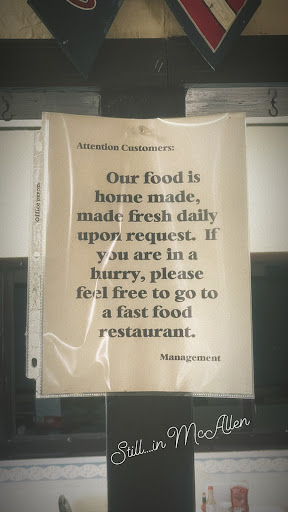 Attention Customers:
Our food is
home made,
made fresh daily
upon request. If
you are in a
hurry, please
feel free to go to
a fast food
restaurant.
Management
Still...in McAllen